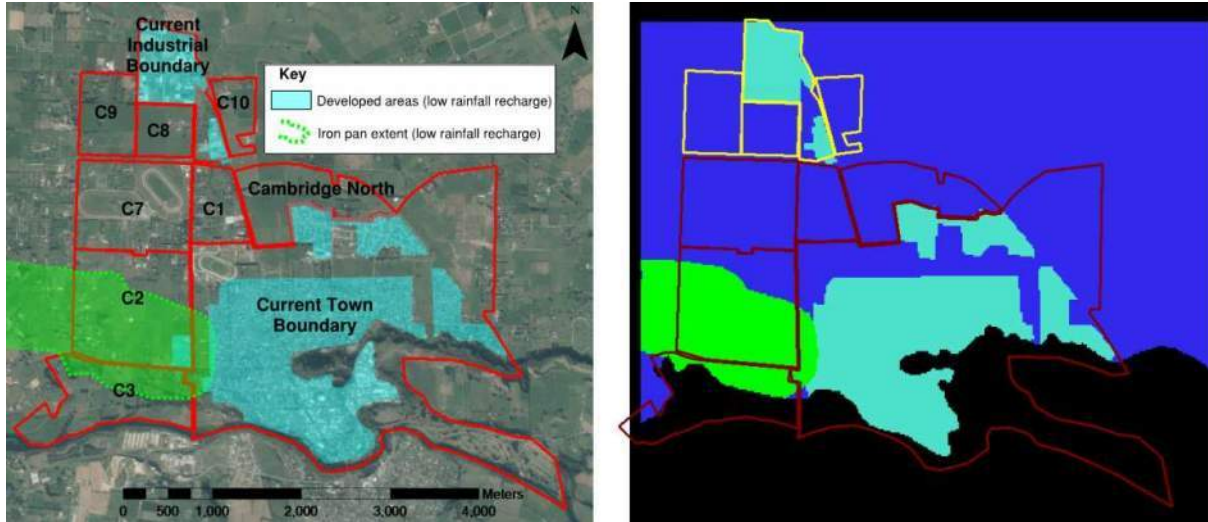 Current
Industrial
Boundary
N
Key
Developed areas (low rainfall recharge)
Iron pan extent (low rainfall recharge)
C9
C10
C8
Cambridge North
C7
C1
C2
Current Town
Boundary
C3
0 500 1,000 2,000 3,000 4,000 Meters